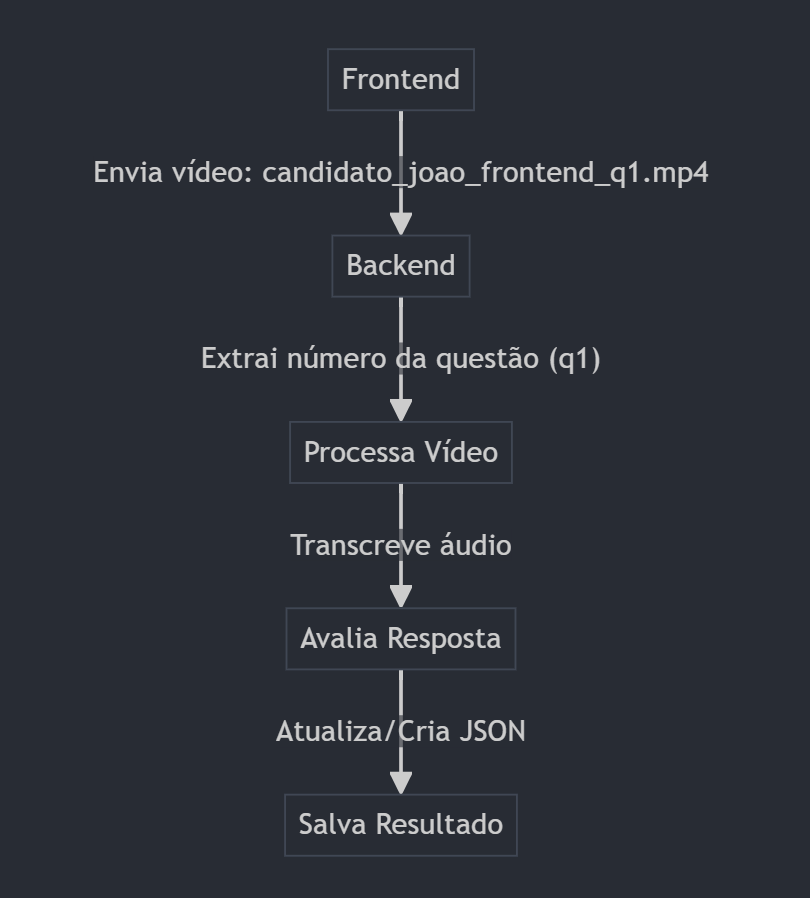 Frontend
Envia vídeo: candidato_joao_frontend_q1.mp4
Backend
Extrai número da questão (q1)
Processa Vídeo
Transcreve áudio
Avalia Resposta
Atualiza/Cria JSON
Salva Resultado